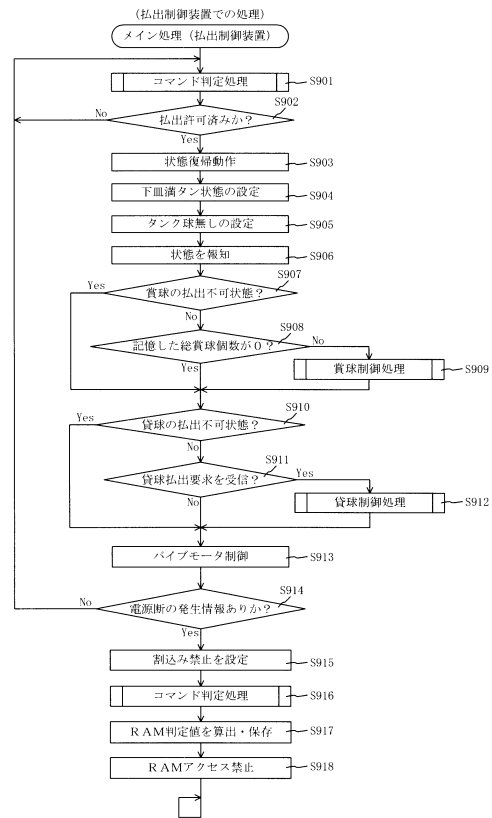 （払出制御装置での処理）
メイン処理（払出制御装置）
コマンド判定処理
S901
S902
払出許可済みか？
No
Yes
状態復帰動作
S903
下皿満タン状態の設定
S904
タンク球無しの設定
S905
状態を報知
S906
S907
賞球の払出不可状態？
Yes
No
S908
記憶した総賞球個数が０？
No
Yes
賞球制御処理
S909
S910
貸球の払出不可状態？
Yes
No
S911
貸球払出要求を受信？
Yes
No
貸球制御処理
S912
バイブモータ制御
S913
S914
電源断の発生情報ありか？
No
Yes
割込み禁止を設定
S915
コマンド判定処理
S916
ＲＡＭ判定値を算出・保存
S917
ＲＡＭアクセス禁止
S918